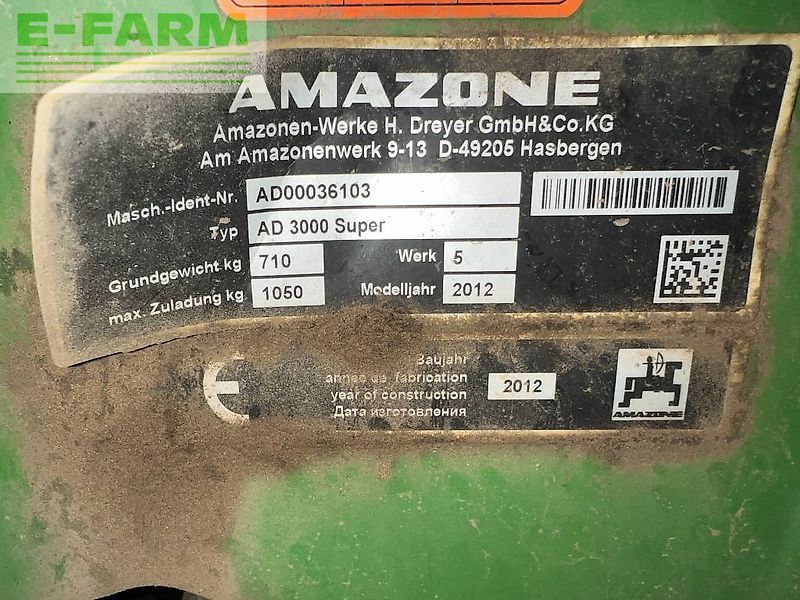 E-FARM
AMAZONE
Amazonen-Werke H. Dreyer GmbH&Co.KG
Am Amazonenwerk 9-13 D-49205 Hasbergen
Masch.-Ident-Nr. AD00036103
Typ AD 3000 Super
Grundgewicht kg 710 Werk 5
max. Zuladung kg 1050 Modelljahr 2012
Baujahr
année de fabrication
year of construction 2012
Дата изготовления
AMAZONE